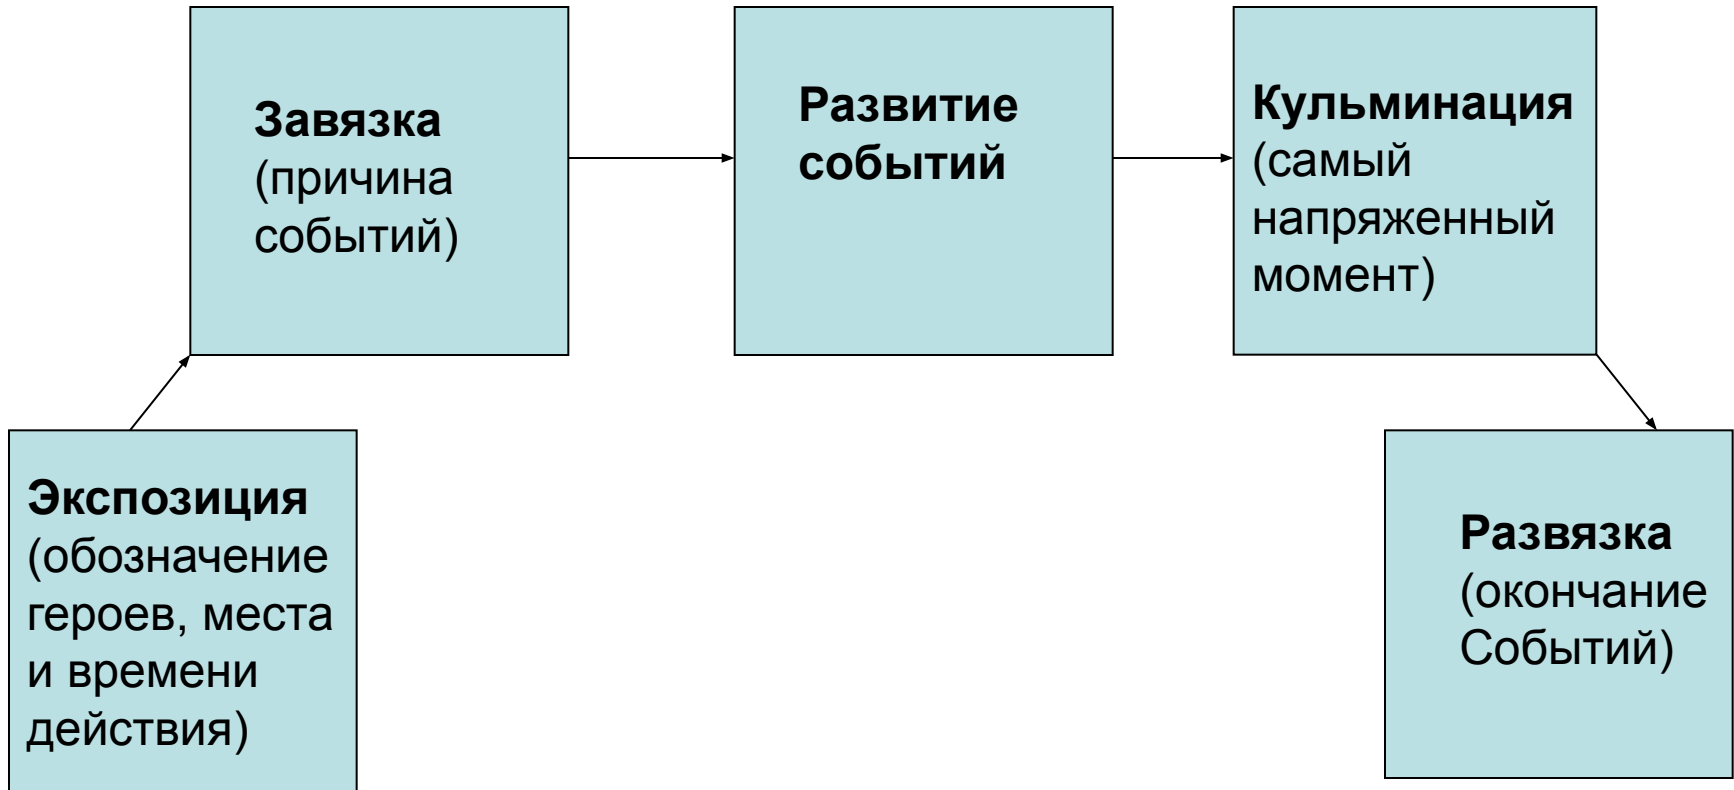 Завязка
(причина
событий)
Развитие
событий
Кульминация
(самый
напряженный
момент)
Экспозиция
(обозначение
героев, места
и времени
действия)
Развязка
(окончание
Событий)